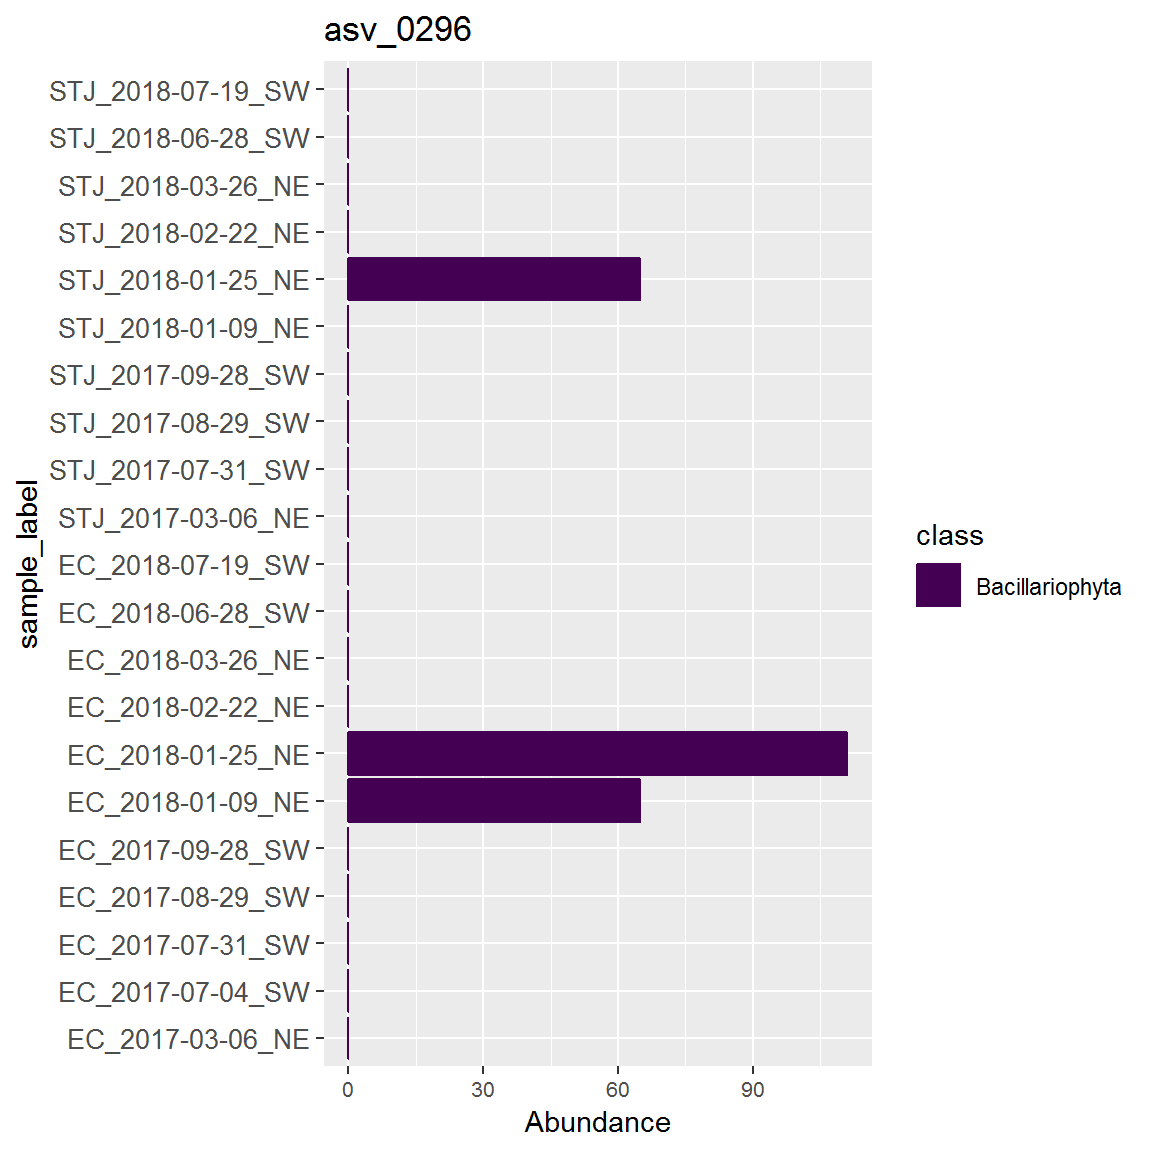 asv_0296
STJ_2018-07-19_SW
STJ_2018-06-28_SW
STJ_2018-03-26_NE
STJ_2018-02-22_NE
STJ_2018-01-25_NE
STJ_2018-01-09_NE
STJ_2017-09-28_SW
STJ_2017-08-29_SW
STJ_2017-07-31_SW
STJ_2017-03-06_NE
EC_2018-07-19_SW
EC_2018-06-28_SW
EC_2018-03-26_NE
EC_2018-02-22_NE
EC_2018-01-25_NE
EC_2018-01-09_NE
EC_2017-09-28_SW
EC_2017-08-29_SW
EC_2017-07-31_SW
EC_2017-07-04_SW
EC_2017-03-06_NE
sample_label
0 30 60 90
Abundance
class
Bacillariophyta